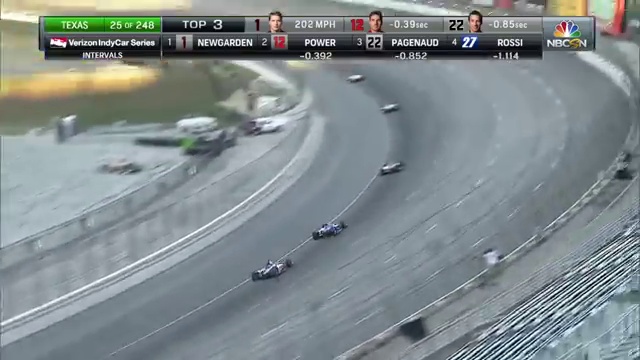 TEXAS 25 OF 248 TOP 3 1 202 MPH 12 -0.39sec 22 -0.85sec
Verizon IndyCar Series 1 1 NEWGARDEN 2 12 POWER 3 22 PAGENAUD 4 27 ROSSI NBCSN
INTERVALS -0.392 -0.852 -1.114